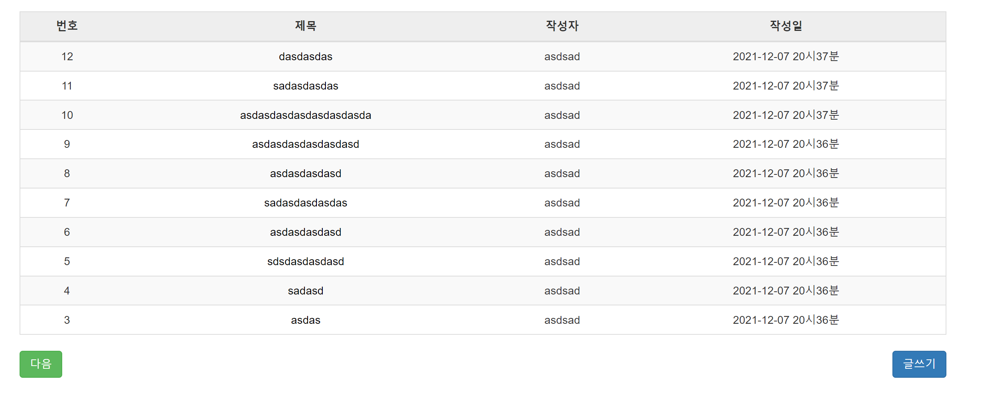 번호 제목 작성자 작성일
12 dasdasdas asdsad 2021-12-07 20시37분
11 sadasdasdas asdsad 2021-12-07 20시37분
10 asdasdasdasdasdasdasda asdsad 2021-12-07 20시37분
9 asdasdasdasdasdasd asdsad 2021-12-07 20시36분
8 asdasdasdasd asdsad 2021-12-07 20시36분
7 sadasdasdasdas asdsad 2021-12-07 20시36분
6 asdasdasdasd asdsad 2021-12-07 20시36분
5 sdsdasdasdasd asdsad 2021-12-07 20시36분
4 sadasd asdsad 2021-12-07 20시36분
3 asdas asdsad 2021-12-07 20시36분
다음 글쓰기